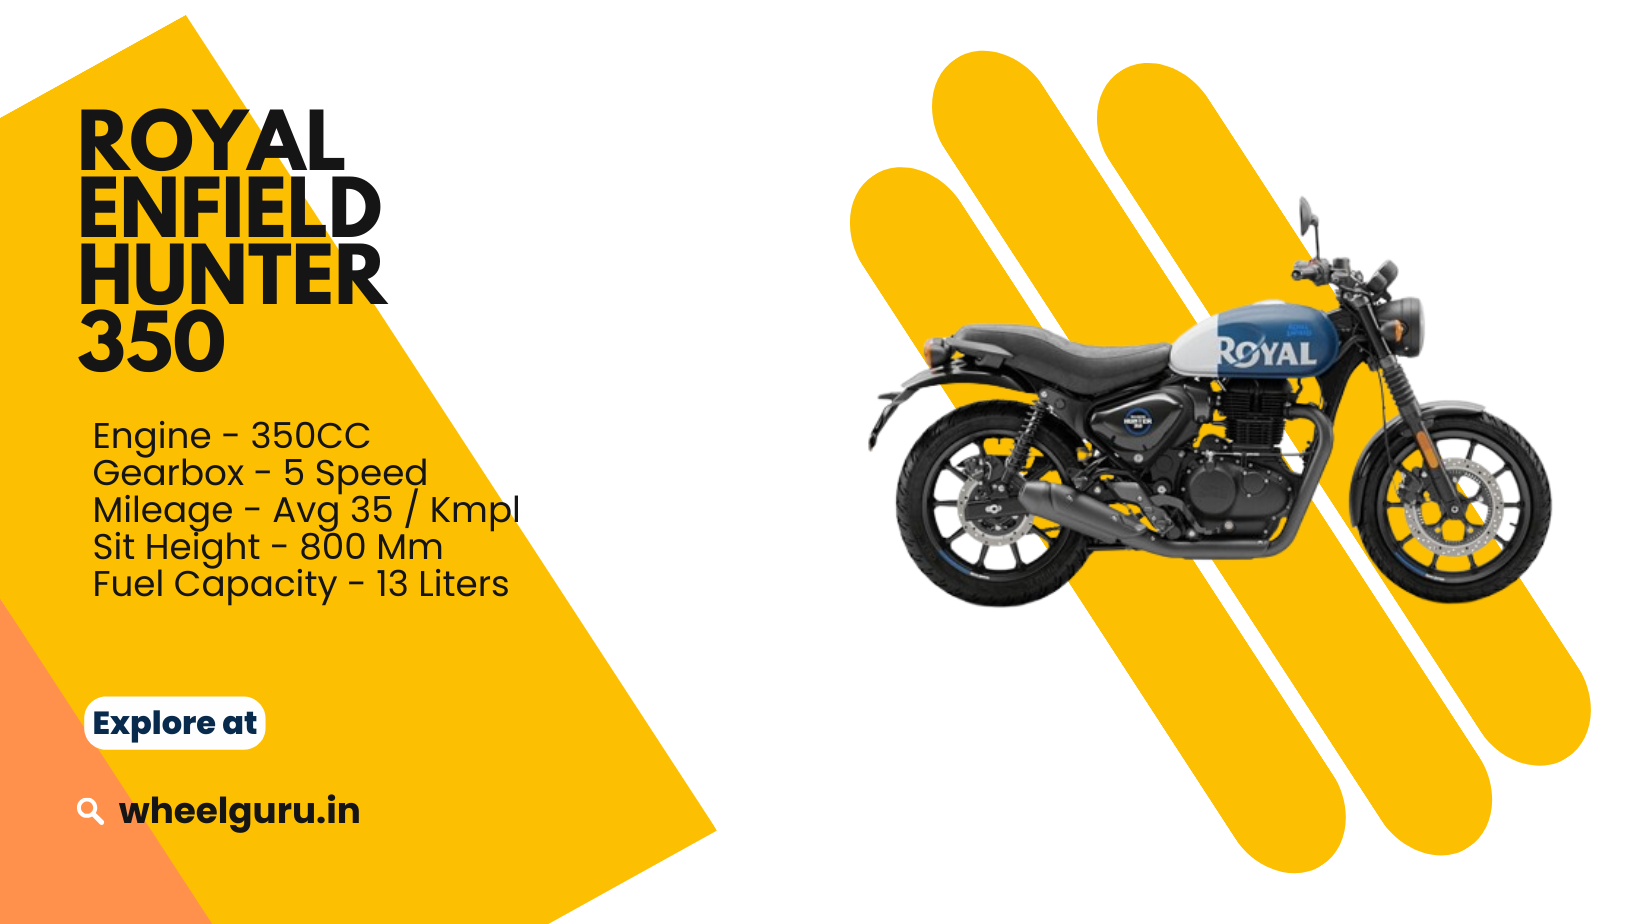 ROYAL
ENFIELD
HUNTER
350
Engine - 350CC
Gearbox - 5 Speed
Mileage - Avg 35 / Kmpl
Sit Height - 800 Mm
Fuel Capacity - 13 Liters
Explore at
wheelguru.in
ROYAL
HUNTER